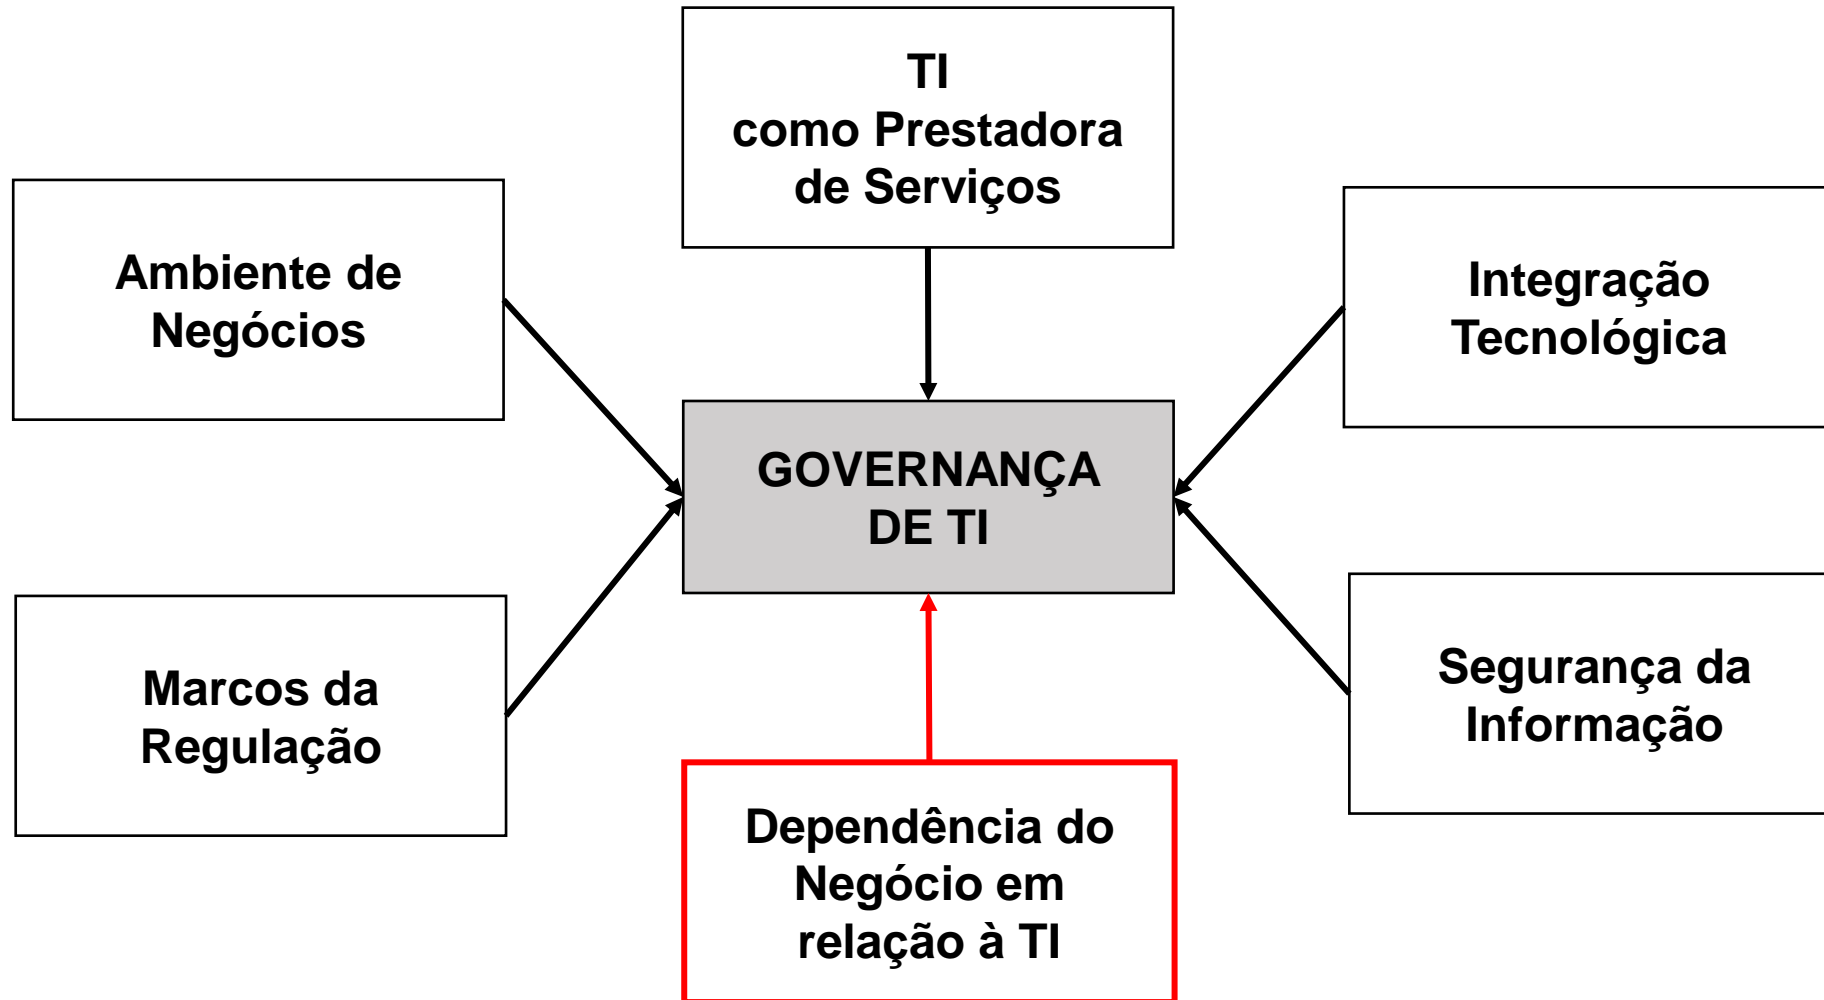 TI
como Prestadora
de Serviços
Ambiente de
Negócios
Integração
Tecnológica
GOVERNANÇA
DE TI
Marcos da
Regulação
Segurança da
Informação
Dependência do
Negócio em
relação à TI